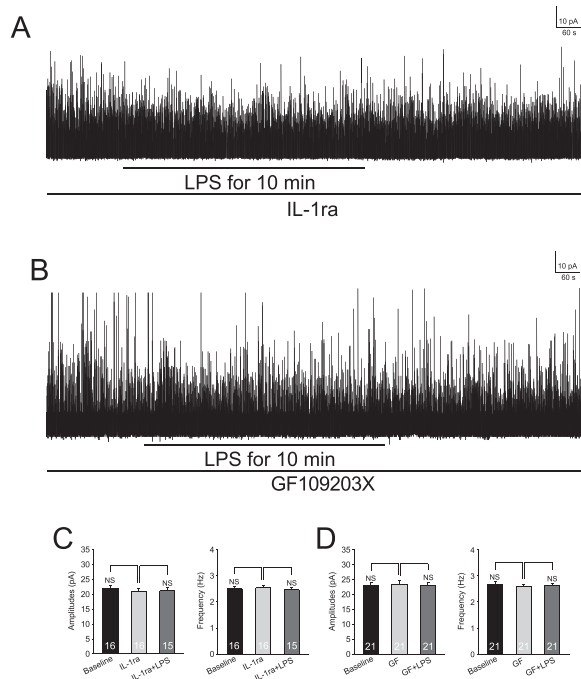 A
10 pA
60 s
LPS for 10 min
IL-1ra
B
10 pA
60 s
LPS for 10 min
GF109203X
C
D
Amplitudes (pA)
35
30
25
20
15
10
5
0
NS
NS
16
16
15
Baseline
IL-1ra
IL-1ra+LPS
Frequency (Hz)
4
3
2
1
0
NS
NS
16
16
15
Baseline
IL-1ra
IL-1ra+LPS
Amplitudes (pA)
35
30
25
20
15
10
5
0
NS
NS
21
21
21
Baseline
GF
GF+LPS
Frequency (Hz)
4
3
2
1
0
NS
NS
21
21
21
Baseline
GF
GF+LPS